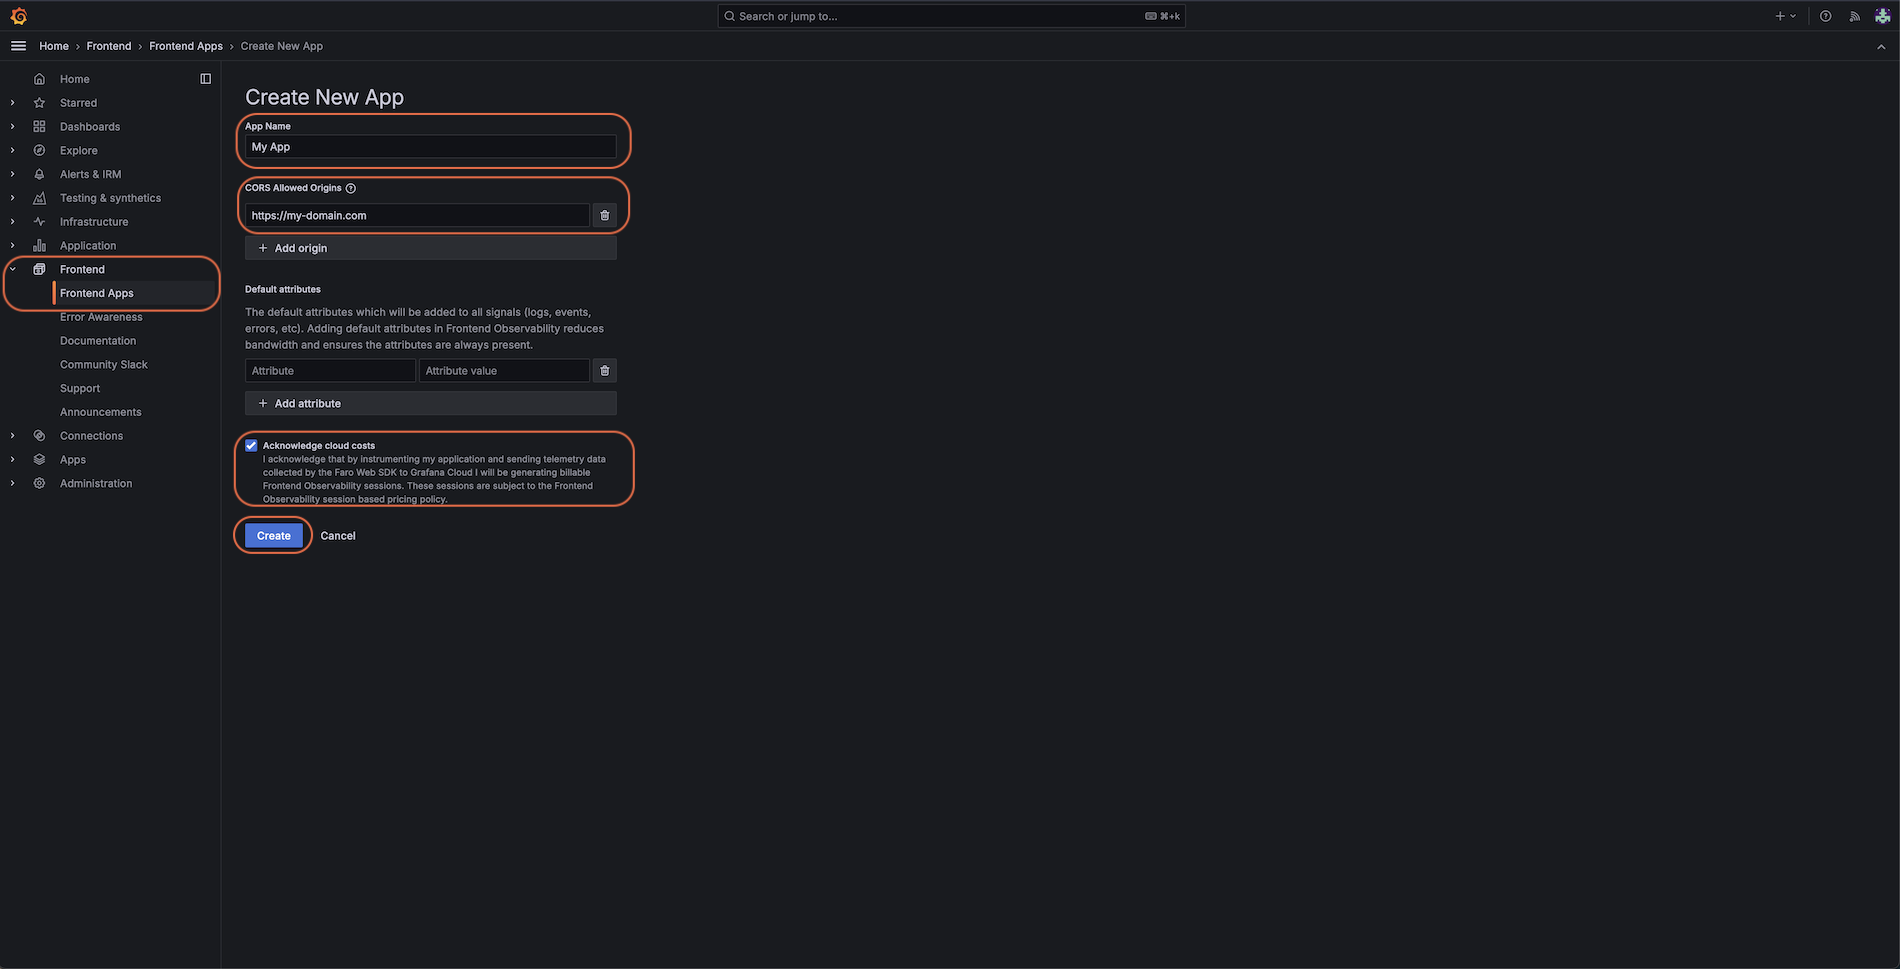 Search or jump to...
⌘+k
Home › Frontend › Frontend Apps › Create New App
Home
Starred
Dashboards
Explore
Alerts & IRM
Testing & synthetics
Infrastructure
Application
Frontend
Frontend Apps
Error Awareness
Documentation
Community Slack
Support
Announcements
Connections
Apps
Administration
Create New App
App Name
My App
CORS Allowed Origins
https://my-domain.com
+ Add origin
Default attributes
The default attributes which will be added to all signals (logs, events,
errors, etc). Adding default attributes in Frontend Observability reduces
bandwidth and ensures the attributes are always present.
Attribute
Attribute value
+ Add attribute
Acknowledge cloud costs
I acknowledge that by instrumenting my application and sending telemetry data
collected by the Faro Web SDK to Grafana Cloud I will be generating billable
Frontend Observability sessions. These sessions are subject to the Frontend
Observability session based pricing policy.
Create
Cancel